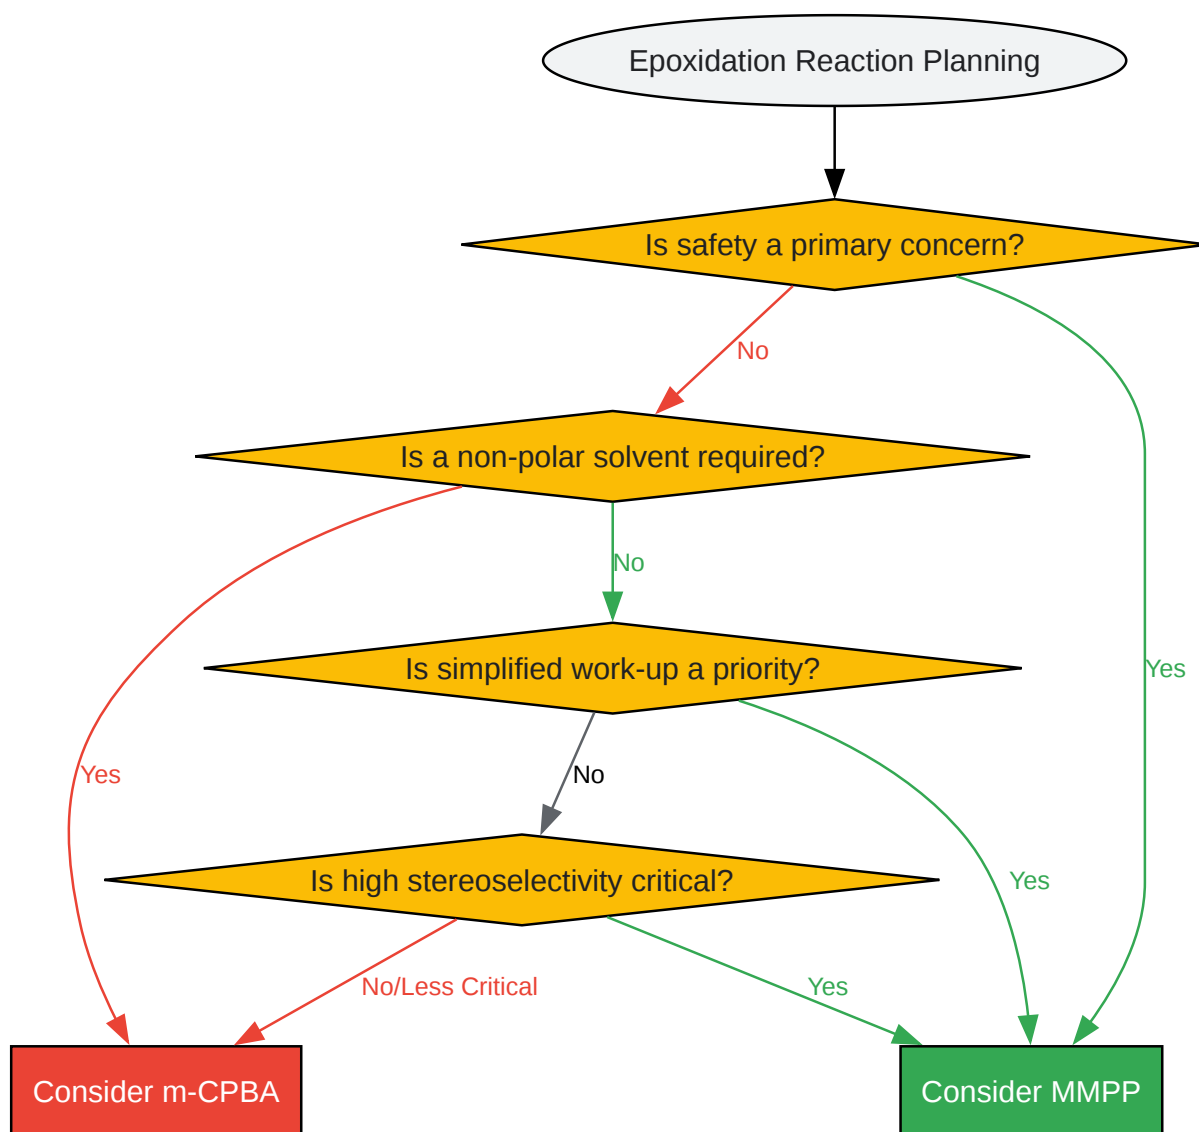 Epoxidation Reaction Planning
Is safety a primary concern?
No
Is a non-polar solvent required?
No
Is simplified work-up a priority?
Yes
Yes
No
Is high stereoselectivity critical?
Yes
No/Less Critical
Yes
Consider m-CPBA
Consider MMPP